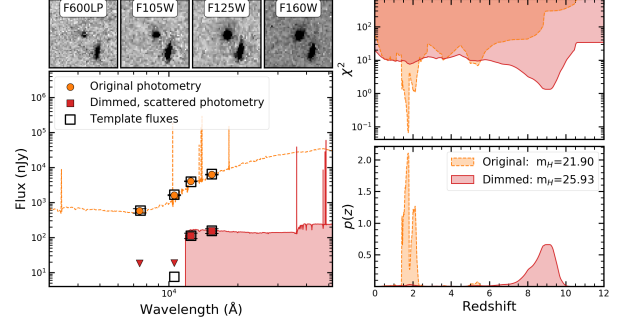 F600LP F105W F125W F160W
Original photometry
Dimmed, scattered photometry
Template fluxes
Flux (nJy)
10⁶
10⁵
10⁴
10³
10²
10¹
10⁴
Wavelength (Å)
χ²
10²
10¹
10⁰
10⁻¹
Original: m_H=21.90
Dimmed: m_H=25.93
p(z)
2.0
1.5
1.0
0.5
0 2 4 6 8 10 12
Redshift